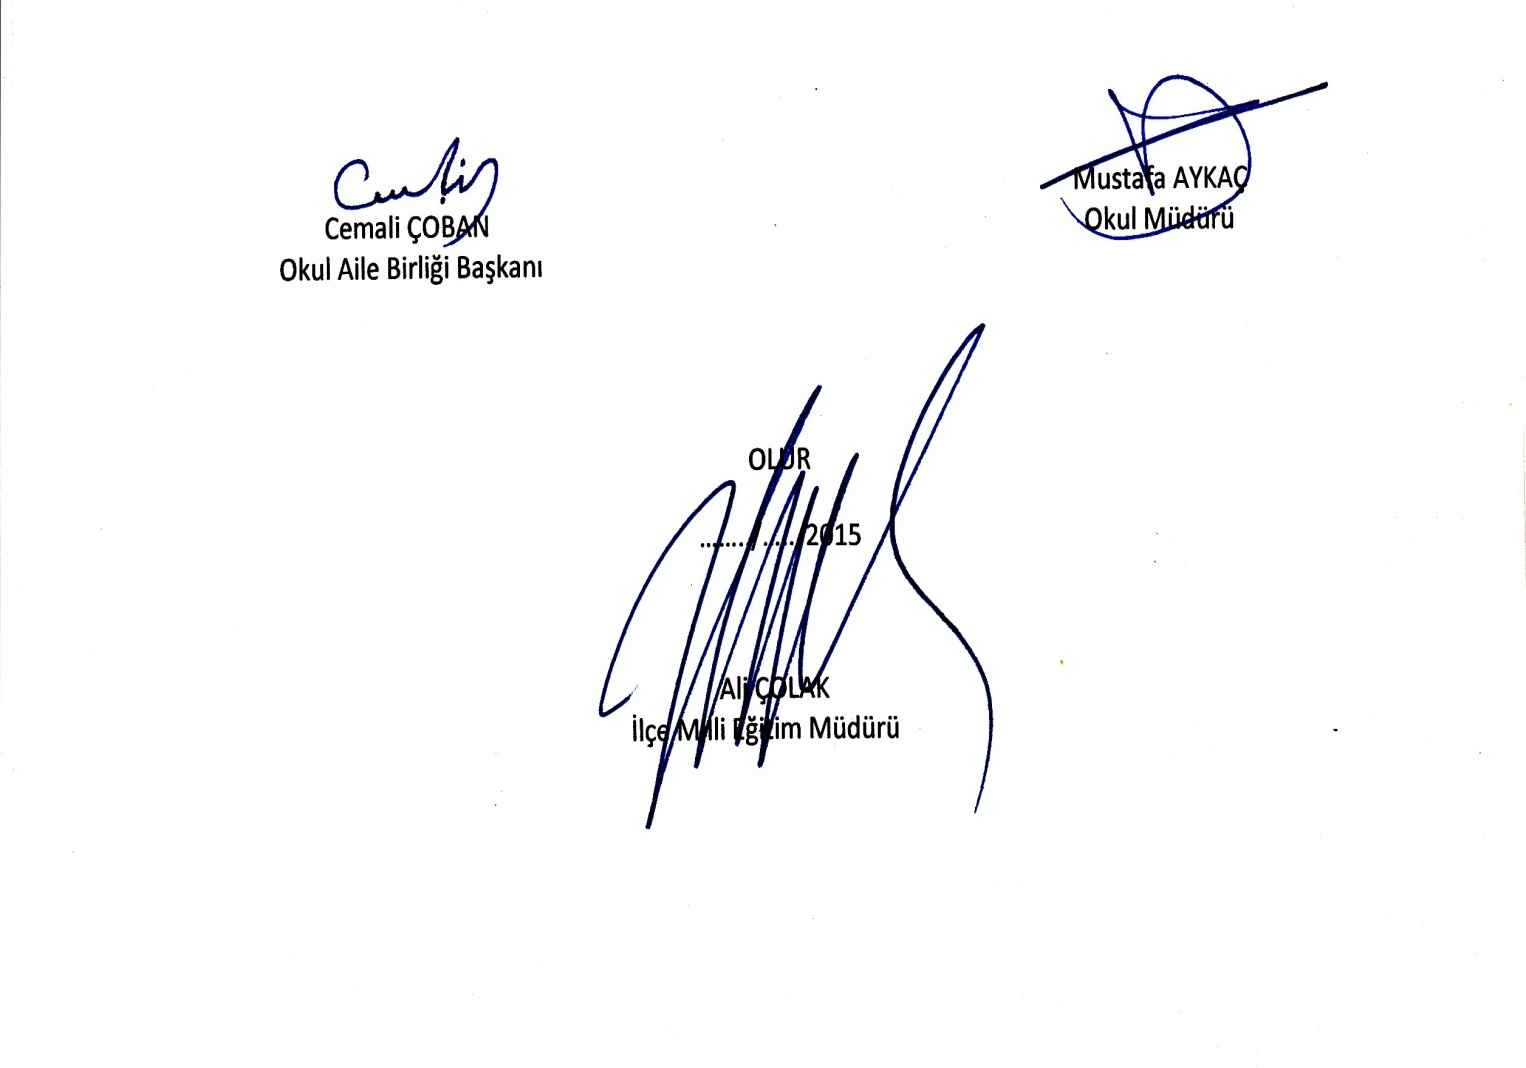 Mustafa AYKAÇ
Okul Müdürü
Cemali ÇOBAN
Okul Aile Birliği Başkanı
OLUR
......../....../2015
Ali ÇOLAK
İlçe Milli Eğitim Müdürü